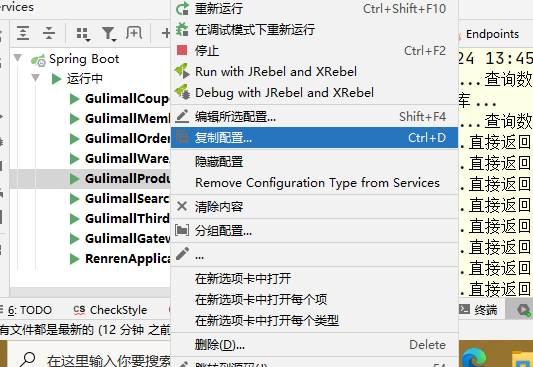 rvices
Spring Boot
运行中
GulimallCoup
GulimallMem
GulimallOrder
GulimallWare
GulimallProdu
GulimallSearc
GulimallThird
GulimallGatew
RenrenApplica
重新运行 Ctrl+Shift+F10
在调试模式下重新运行
停止 Ctrl+F2
Run with JRebel and XRebel
Debug with JRebel and XRebel
编辑所选配置... Shift+F4
复制配置... Ctrl+D
隐藏配置
Remove Configuration Type from Services
清除内容
分组配置...
...
在新选项卡中打开
在新选项卡中打开每个项
在新选项卡中打开每个类型
删除(D)... Delete
跳转到源码(J) F4
Endpoints
24 13:45
...查询数
库...
...查询数
.直接返回
.直接返回
.直接返回
.直接返回
.直接返回
.直接返回
.直接返回
.直接返回
6: TODO
CheckStyle
终端
有文件都是最新的 (12 分钟 之前
在这里输入你要搜索